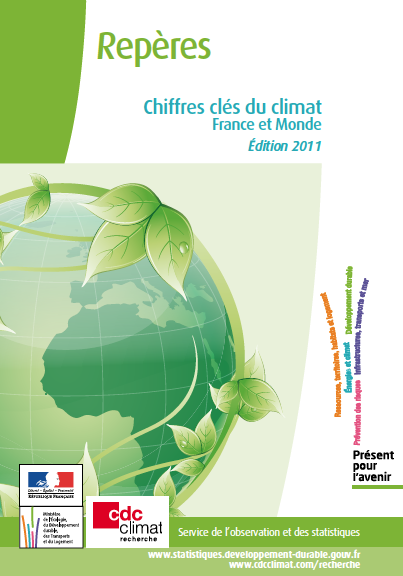 Repères
Chiffres clés du climat
France et Monde
Édition 2011
Ressources, territoires, habitats et logement
Énergie et climat
Développement durable
Prévention des risques
Infrastructures, transports et mer
Présent
pour
l'avenir
Liberté • Égalité • Fraternité
RÉPUBLIQUE FRANÇAISE
Ministère
de l'Écologie,
du Développement
durable,
des Transports
et du Logement
cdc
climat
recherche
Service de l'observation et des statistiques
www.statistiques.developpement-durable.gouv.fr
www.cdcclimat.com/recherche